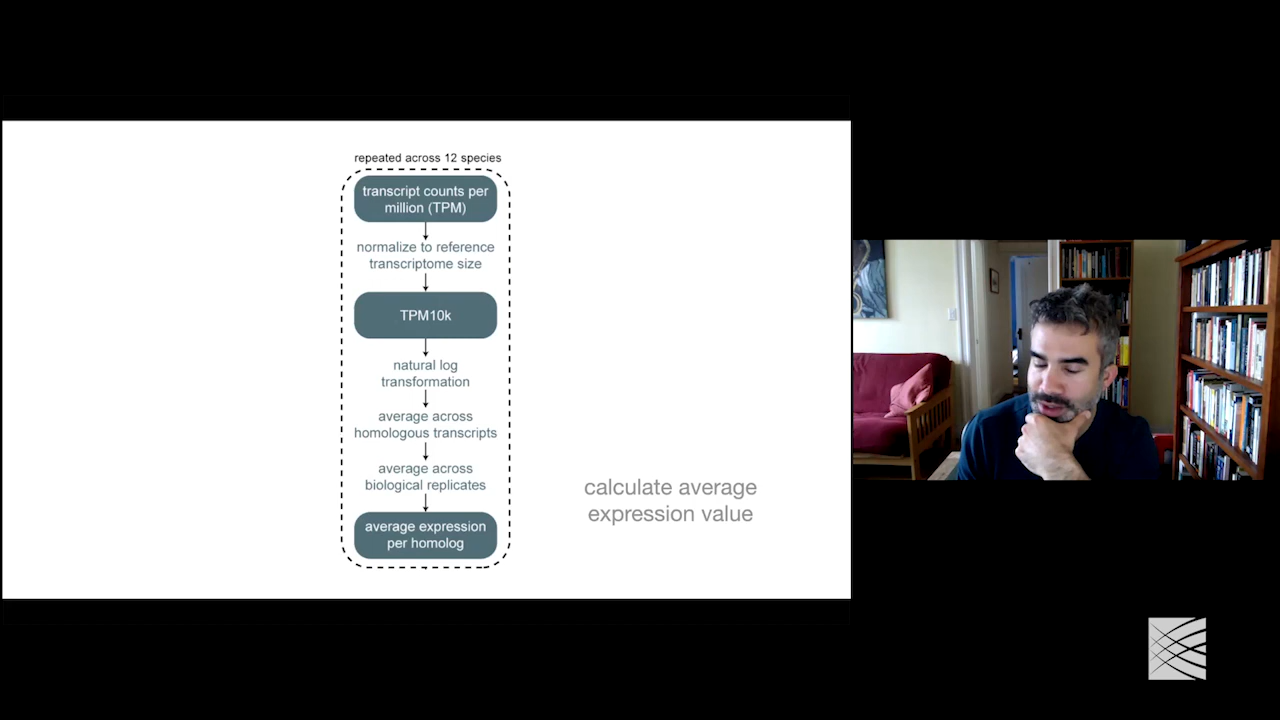 repeated across 12 species
transcript counts per
million (TPM)
normalize to reference
transcriptome size
TPM10k
natural log
transformation
average across
homologous transcripts
average across
biological replicates
average expression
per homolog
calculate average
expression value